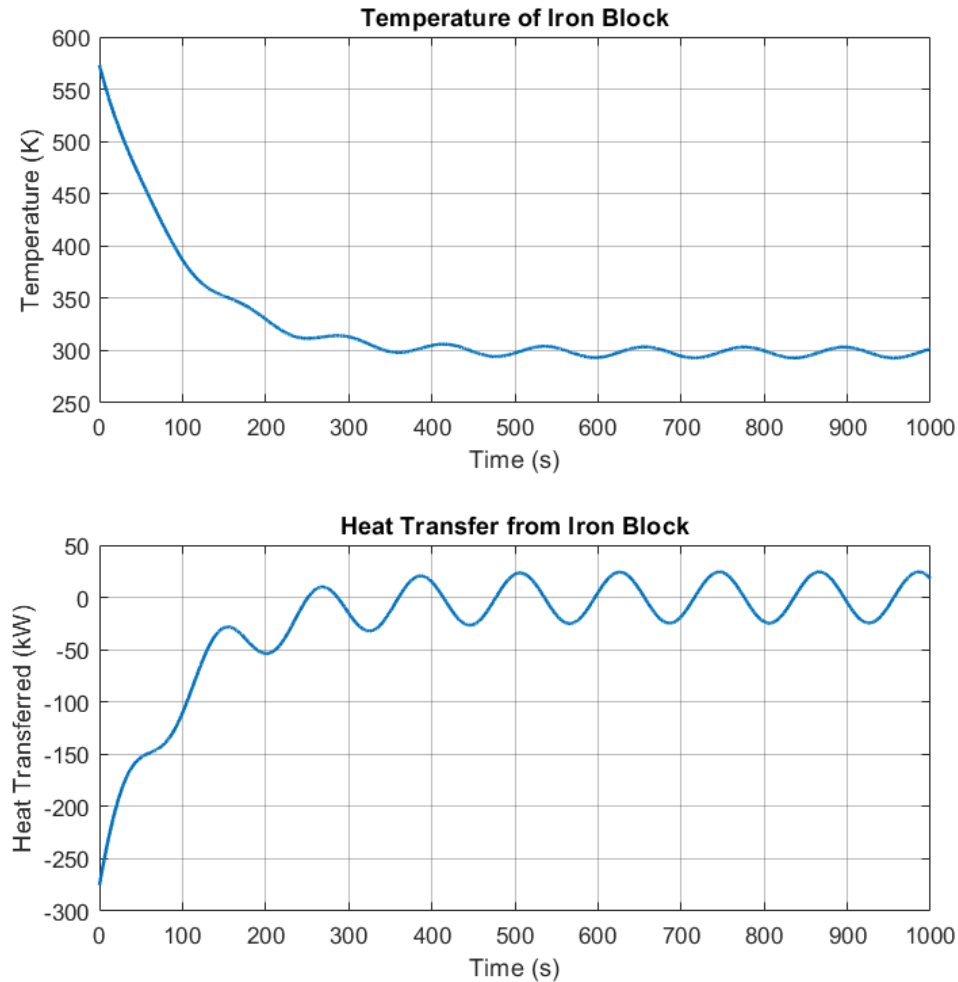 Temperature of Iron Block
600
550
500
450
400
350
300
250
Temperature (K)
0 100 200 300 400 500 600 700 800 900 1000
Time (s)
Heat Transfer from Iron Block
50
0
-50
-100
-150
-200
-250
-300
Heat Transferred (kW)
0 100 200 300 400 500 600 700 800 900 1000
Time (s)